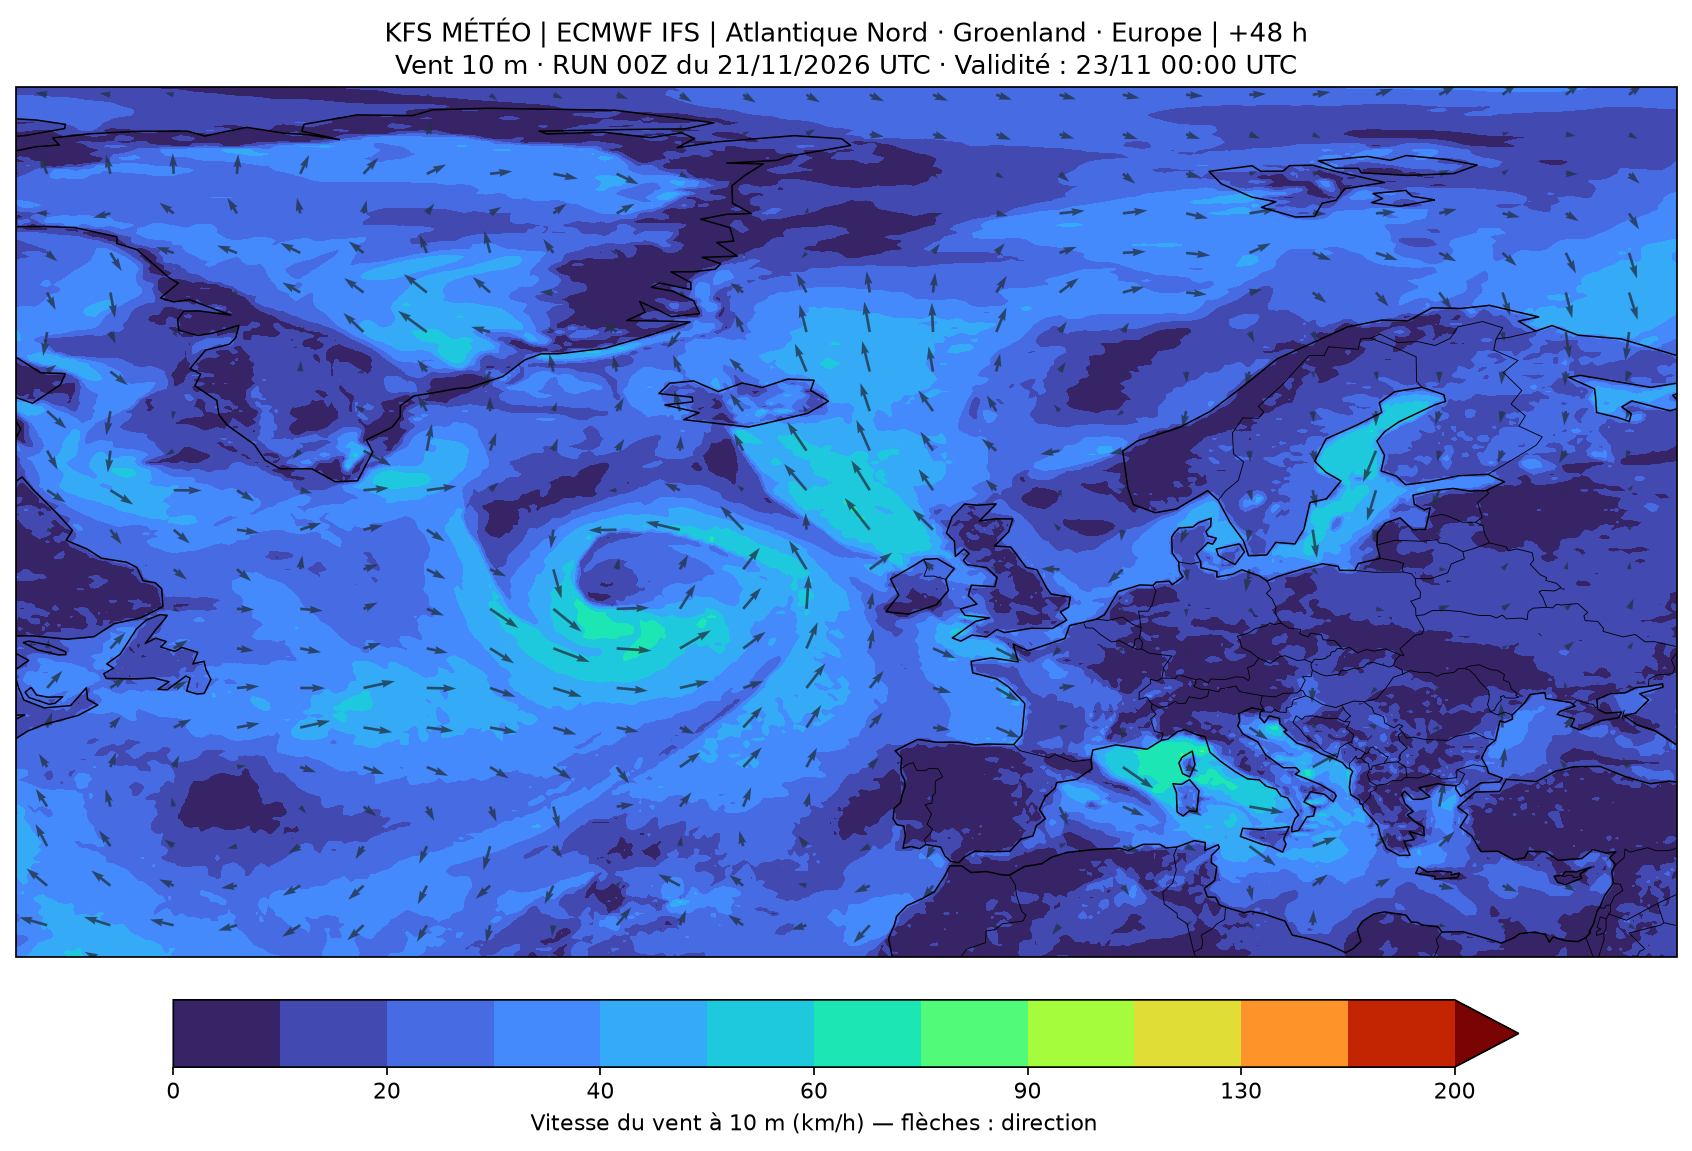 KFS MÉTÉO | ECMWF IFS | Atlantique Nord · Groenland · Europe | +48 h
Vent 10 m · RUN 00Z du 21/11/2026 UTC · Validité : 23/11 00:00 UTC
0 20 40 60 90 130 200
Vitesse du vent à 10 m (km/h) — flèches : direction